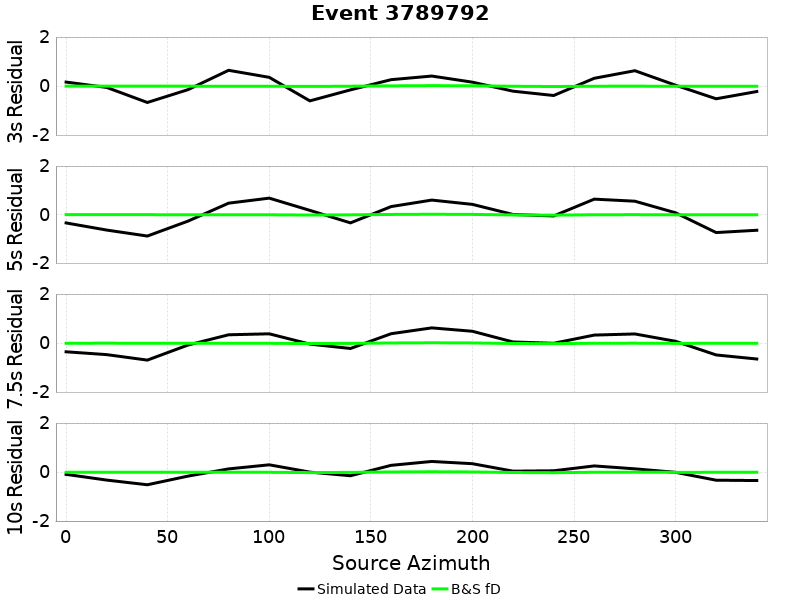 Event 3789792
3s Residual
2
0
-2
5s Residual
2
0
-2
7.5s Residual
2
0
-2
10s Residual
2
0
-2
0 50 100 150 200 250 300
Source Azimuth
Simulated Data B&S fD